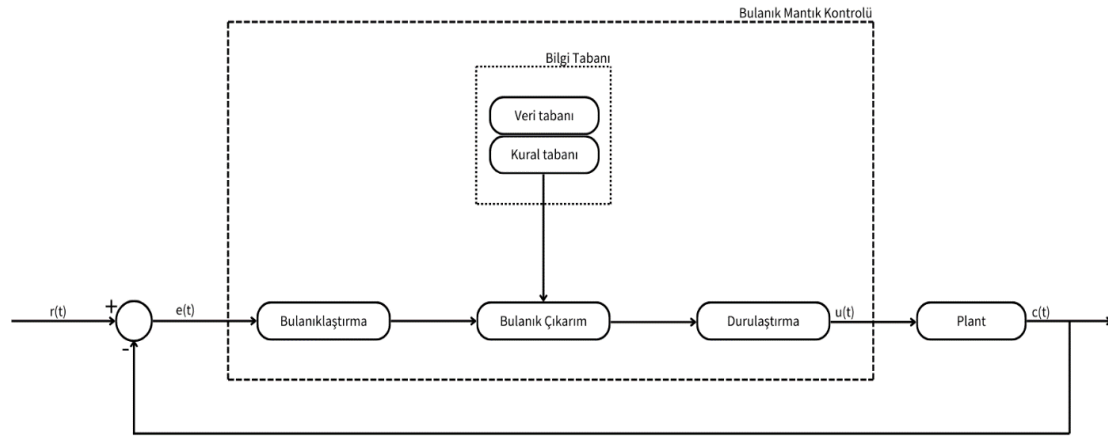 Bulanık Mantık Kontrolü
Bilgi Tabanı
Veri tabanı
Kural tabanı
r(t)
+
-
e(t)
Bulanıklaştırma
Bulanık Çıkarım
Durulaştırma
u(t)
Plant
c(t)